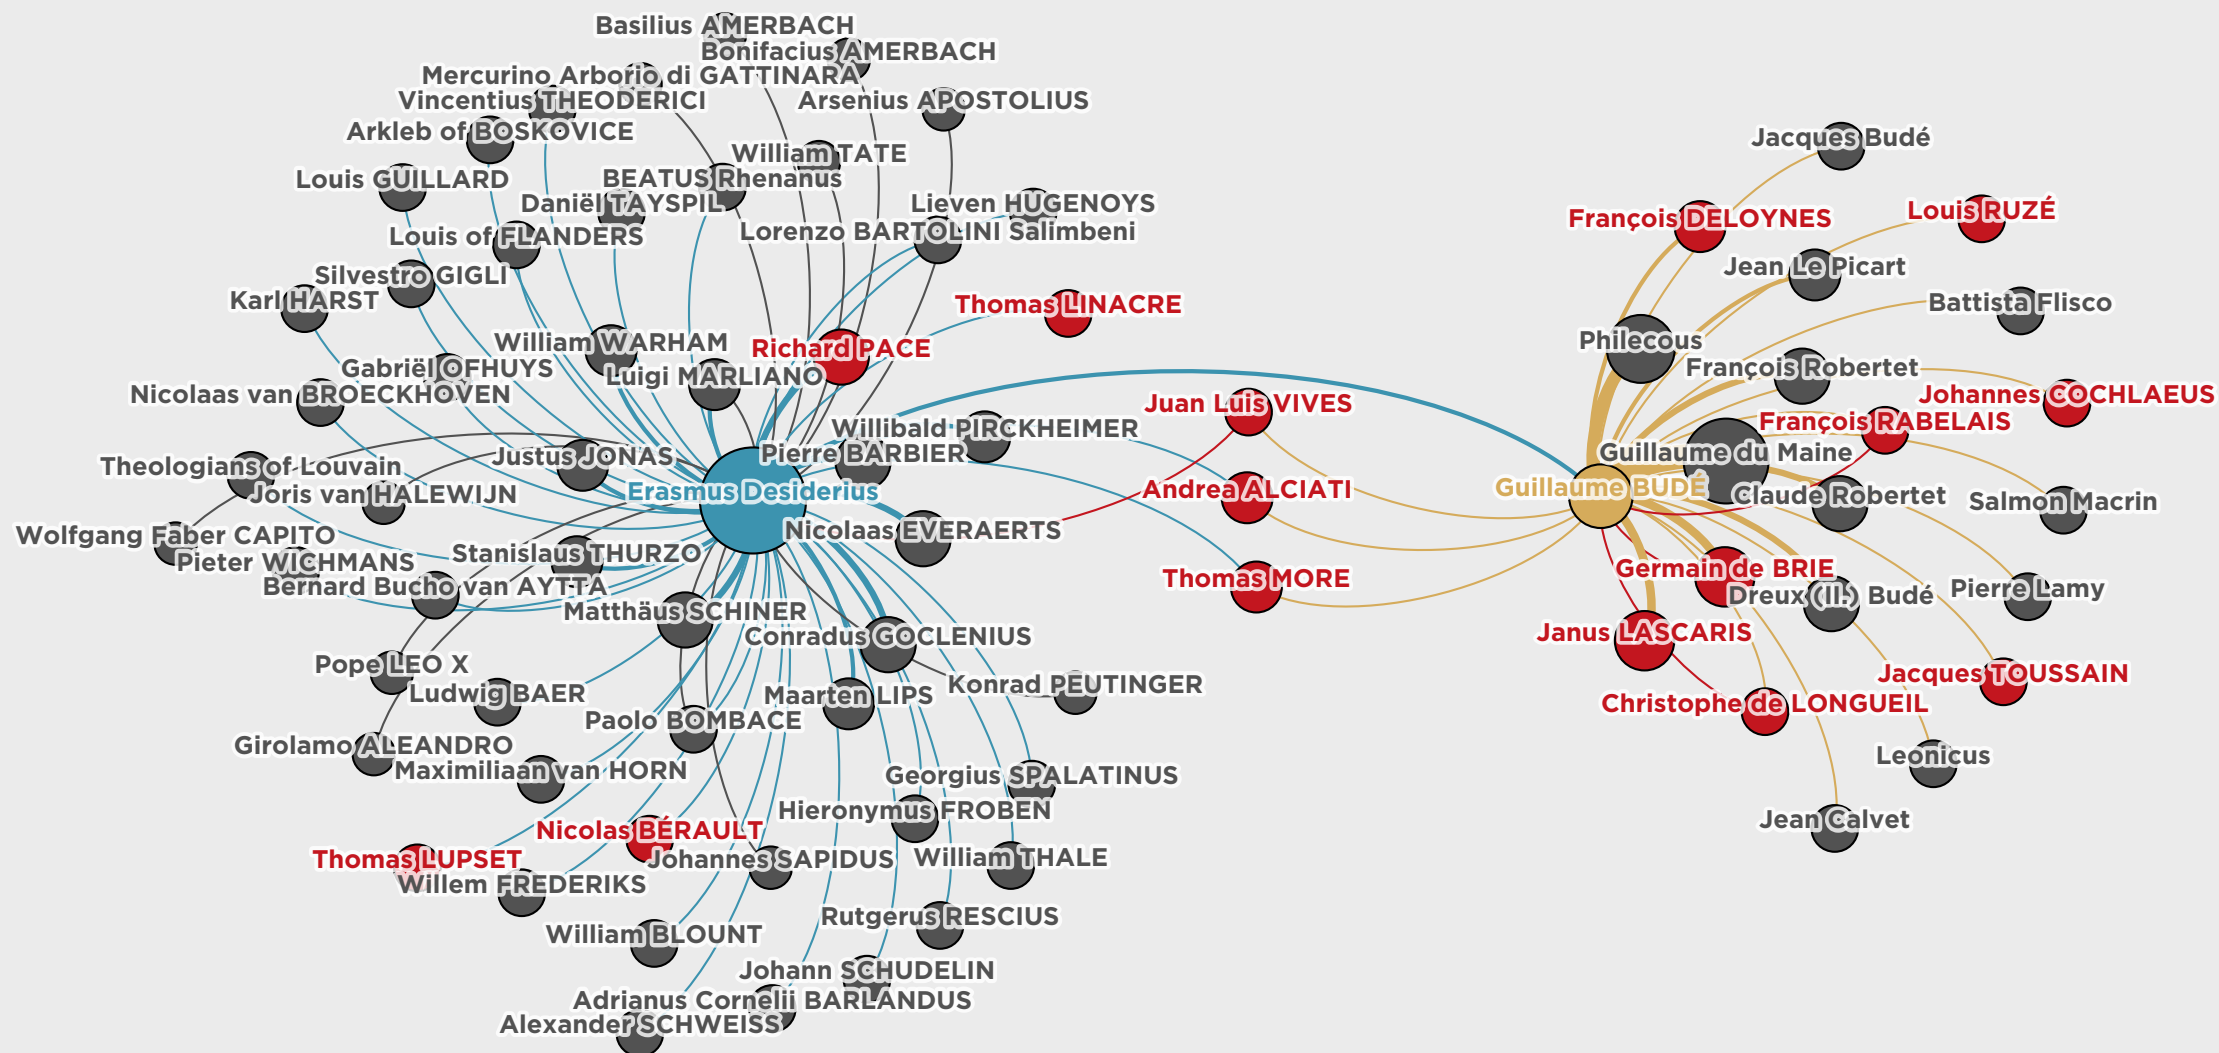 Basilius AMERBACH
Bonifacius AMERBACH
Mercurino Arborio di GATTINARA
Vincentius THEODERICI
Arsenius APOSTOLIUS
Arkleb of BOSKOVICE
William TATE
Louis GUILLARD
BEATUS Rhenanus
Daniël TAYSPIL
Lieven HUGENOYS
Louis of FLANDERS
Lorenzo BARTOLINI Salimbeni
Silvestro GIGLI
Karl HARST
Thomas LINACRE
William WARHAM
Richard PACE
Gabriël OFHUYS
Luigi MARLIANO
Nicolaas van BROECKHOVEN
Willibald PIRCKHEIMER
Pierre BARBIER
Justus JONAS
Theologians of Louvain
Joris van HALEWIJN
Erasmus Desiderius
Nicolaas EVERAERTS
Wolfgang Faber CAPITO
Pieter WICHMANS
Stanislaus THURZO
Bernard Bucho van AYTTA
Matthäus SCHINER
Conradus GOCLENIUS
Pope LEO X
Ludwig BAER
Maarten LIPS
Konrad PEUTINGER
Paolo BOMBACE
Girolamo ALEANDRO
Maximiliaan van HORN
Georgius SPALATINUS
Hieronymus FROBEN
Nicolas BÉRAULT
Thomas LUPSET
Johannes SAPIDUS
William THALE
Willem FREDERIKS
Rutgerus RESCIUS
William BLOUNT
Johann SCHUDELIN
Adrianus Cornelii BARLANDUS
Alexander SCHWEISS
Juan Luis VIVES
Andrea ALCIATI
Thomas MORE
Jacques Budé
François DELOYNES
Louis RUZÉ
Jean Le Picart
Battista Flisco
Philecous
François Robertet
Johannes COCHLAEUS
François RABELAIS
Guillaume du Maine
Guillaume BUDÉ
Claude Robertet
Salmon Macrin
Germain de BRIE
Dreux (II.) Budé
Pierre Lamy
Janus LASCARIS
Jacques TOUSSAIN
Christophe de LONGUEIL
Leonicus
Jean Calvet